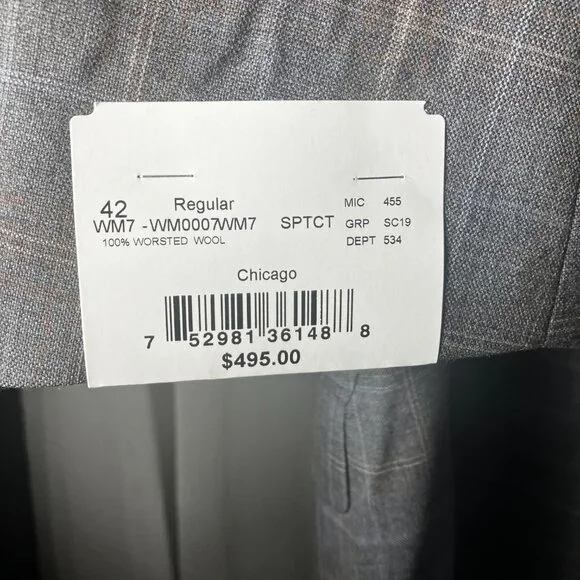 42 Regular MIC 455
WM7 -WM0007WM7 SPTCT GRP SC19
100% WORSTED WOOL DEPT 534
Chicago
7 52981 36148 8
$495.00